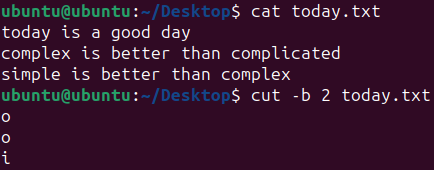 ubuntu@ubuntu:~/Desktop$ cat today.txt
today is a good day
complex is better than complicated
simple is better than complex
ubuntu@ubuntu:~/Desktop$ cut -b 2 today.txt
o
o
i